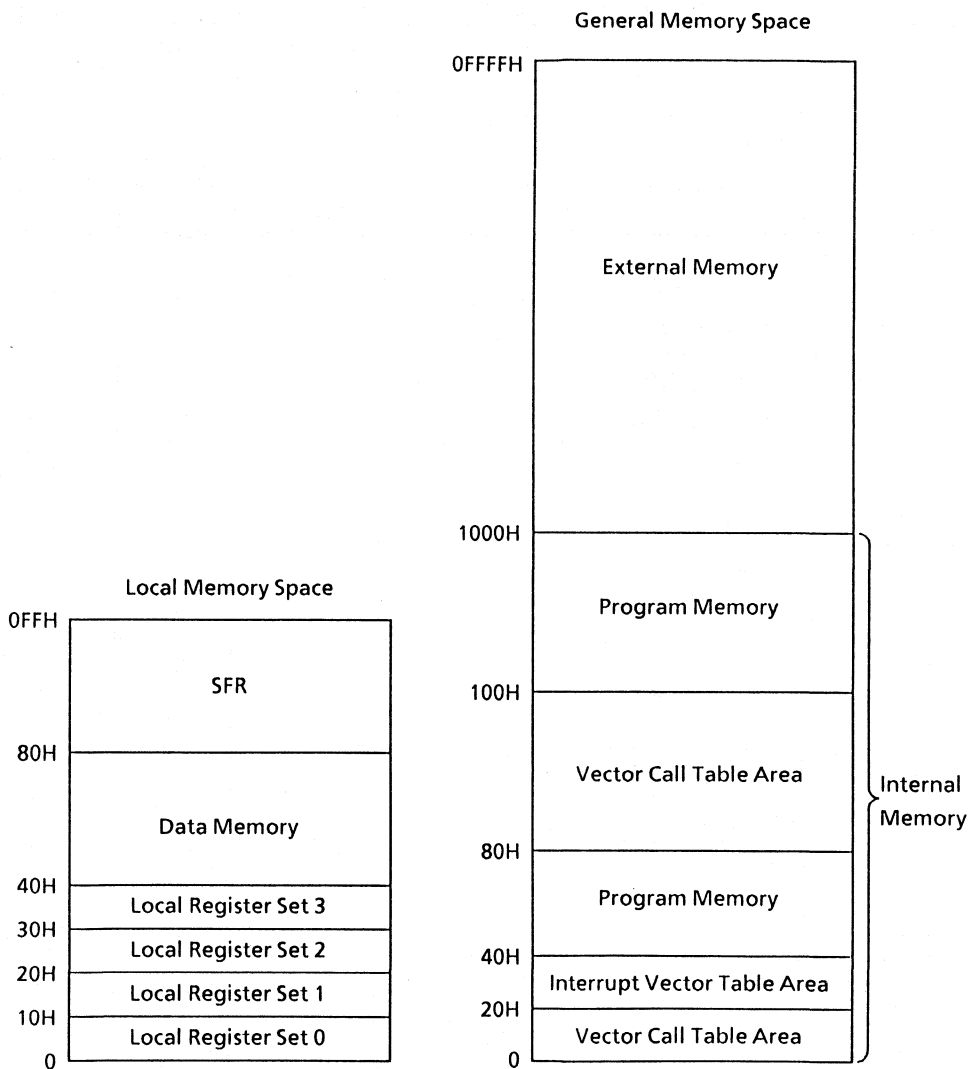 General Memory Space
0FFFFH
External Memory
1000H
Program Memory
100H
Vector Call Table Area
80H
Program Memory
40H
Interrupt Vector Table Area
20H
Vector Call Table Area
0
Internal
Memory
Local Memory Space
0FFH
SFR
80H
Data Memory
40H
Local Register Set 3
30H
Local Register Set 2
20H
Local Register Set 1
10H
Local Register Set 0
0